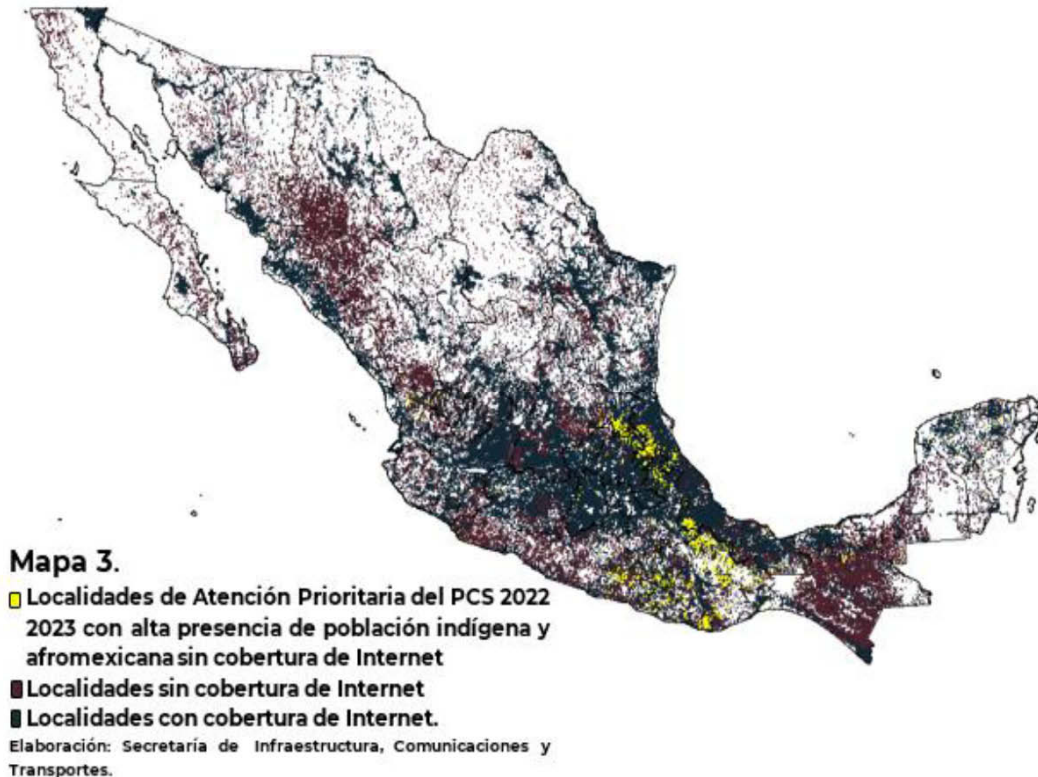 Mapa 3.
Localidades de Atención Prioritaria del PCS 2022
2023 con alta presencia de población indígena y
afromexicana sin cobertura de Internet
Localidades sin cobertura de Internet
Localidades con cobertura de Internet.
Elaboración: Secretaría de Infraestructura, Comunicaciones y
Transportes.